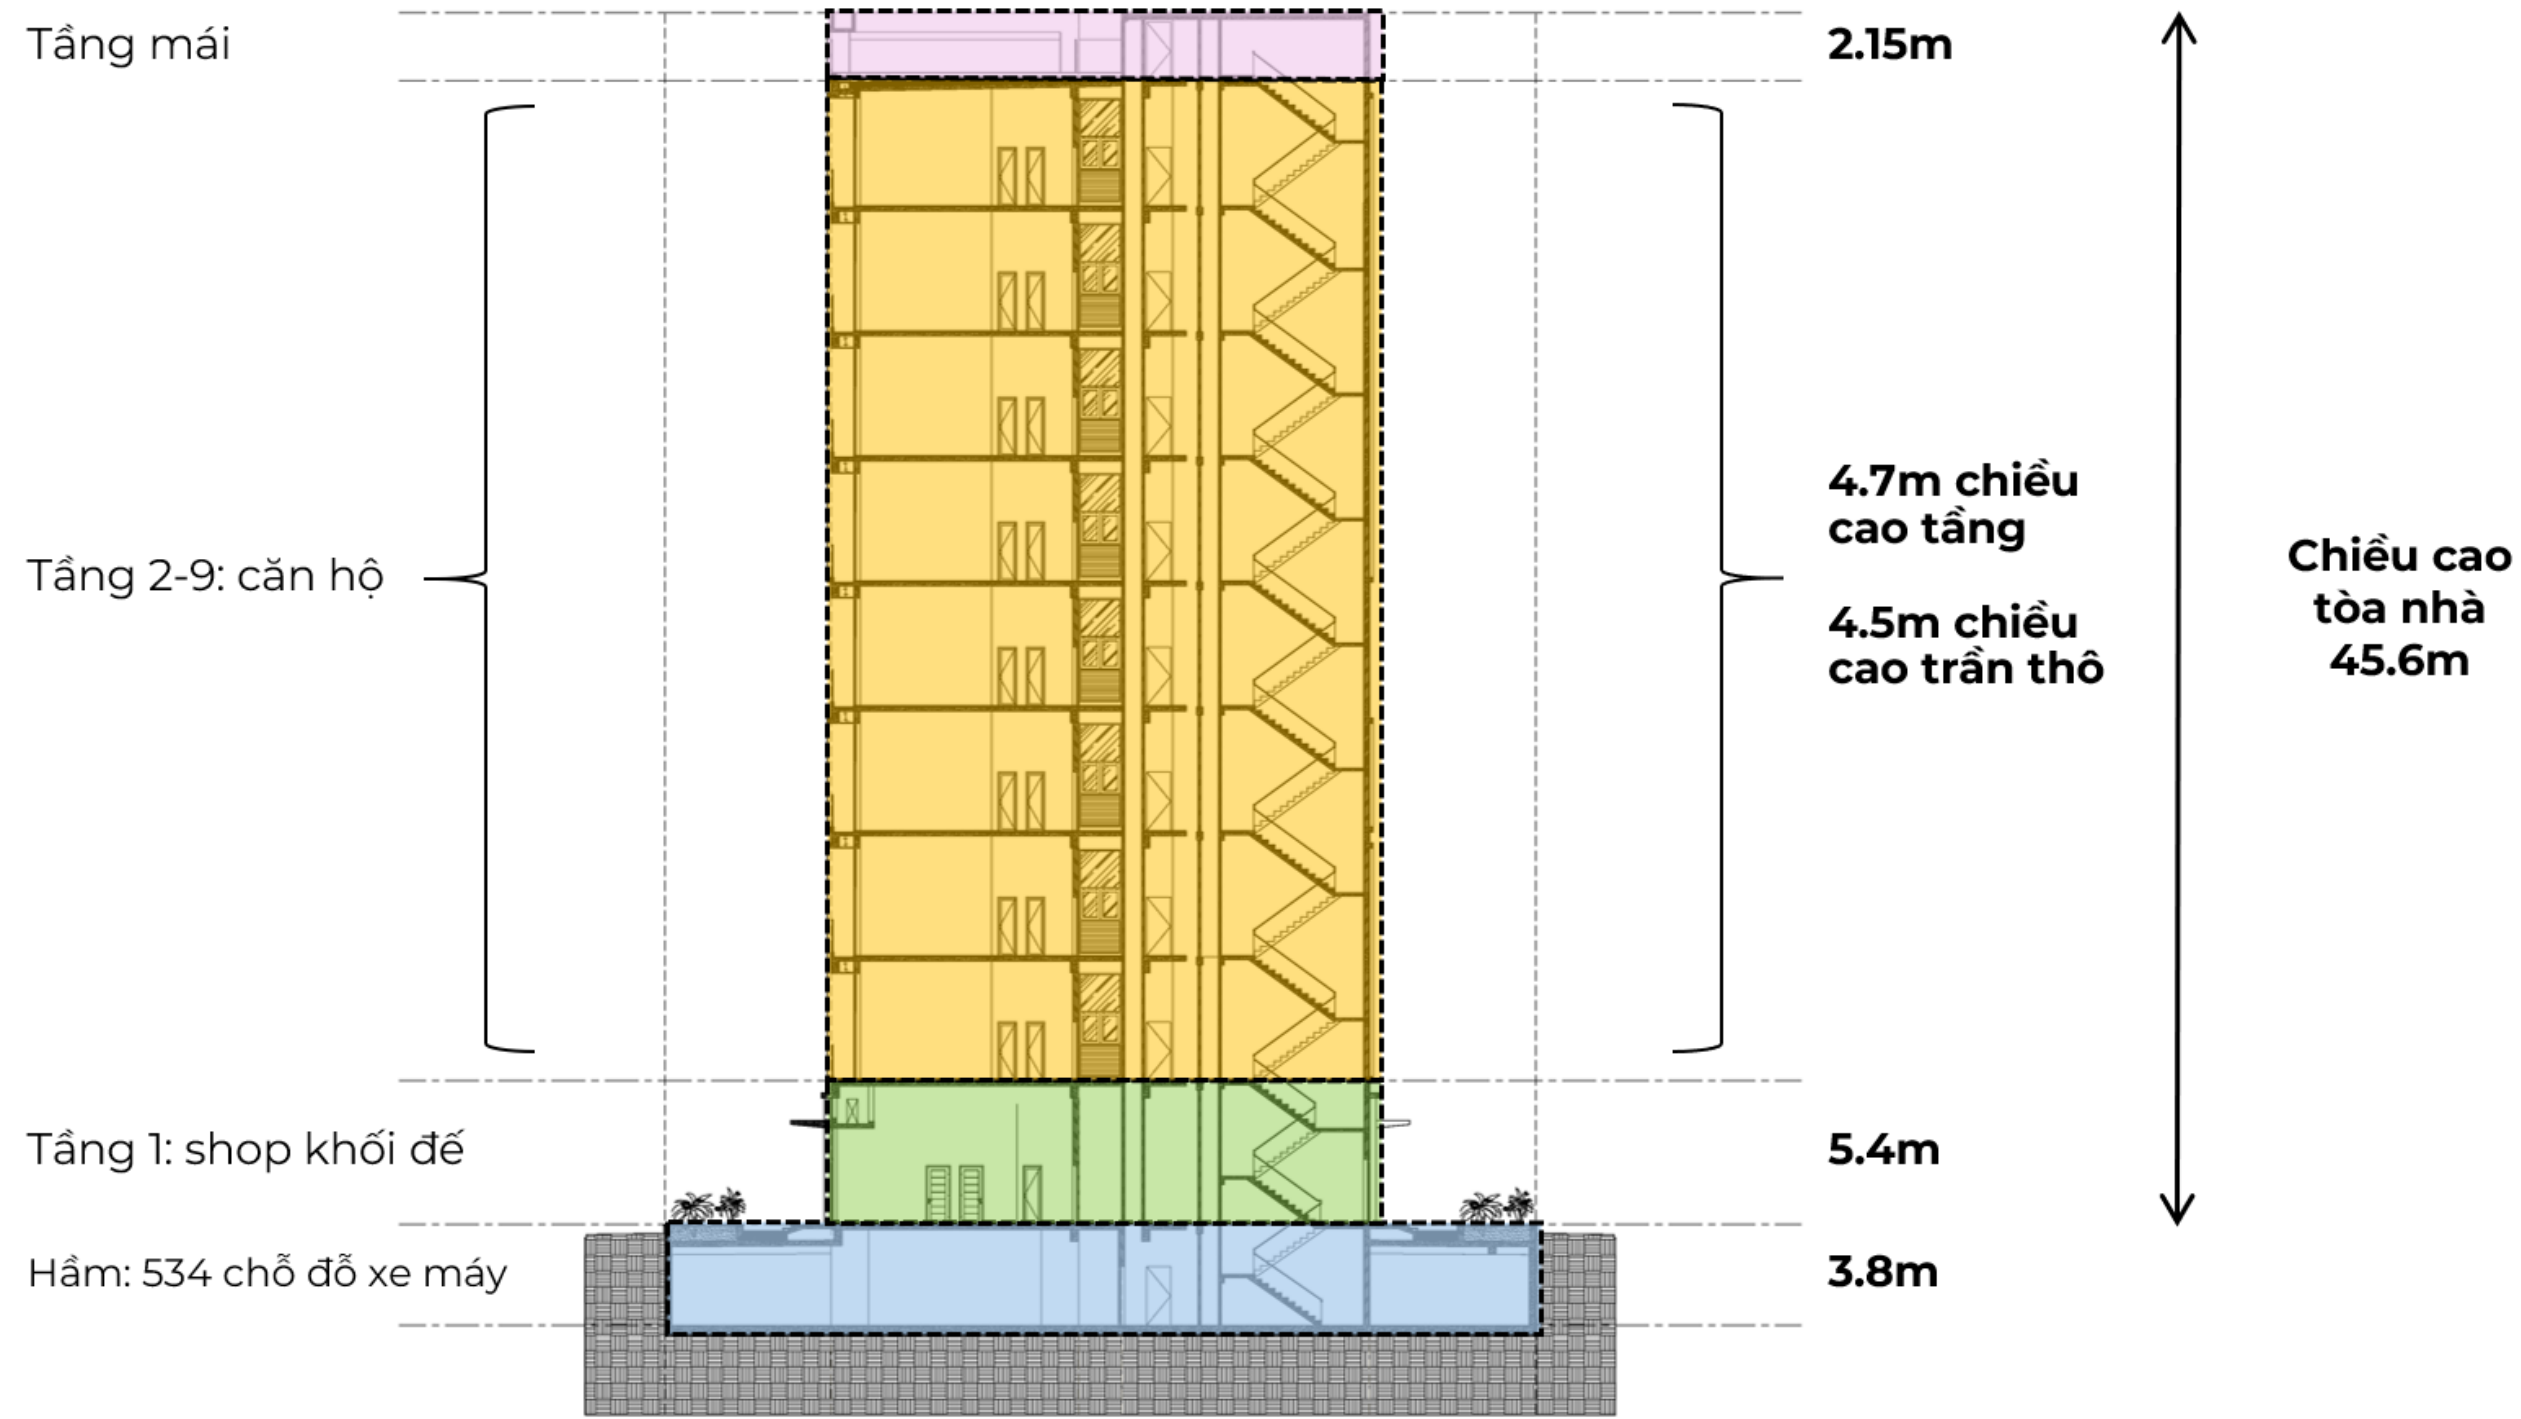 Tầng mái
2.15m
Tầng 2-9: căn hộ
4.7m chiều
cao tầng
4.5m chiều
cao trần thô
Chiều cao
tòa nhà
45.6m
Tầng 1: shop khối đế
5.4m
Hầm: 534 chỗ đỗ xe máy
3.8m